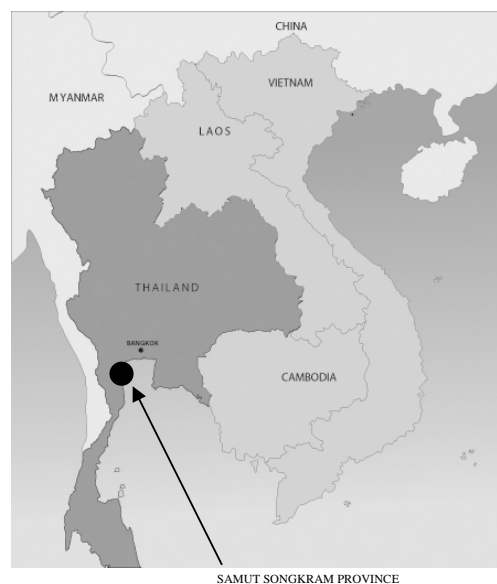 CHINA
VIETNAM
MYANMAR
LAOS
THAILAND
BANGKOK
CAMBODIA
SAMUT SONGKRAM PROVINCE